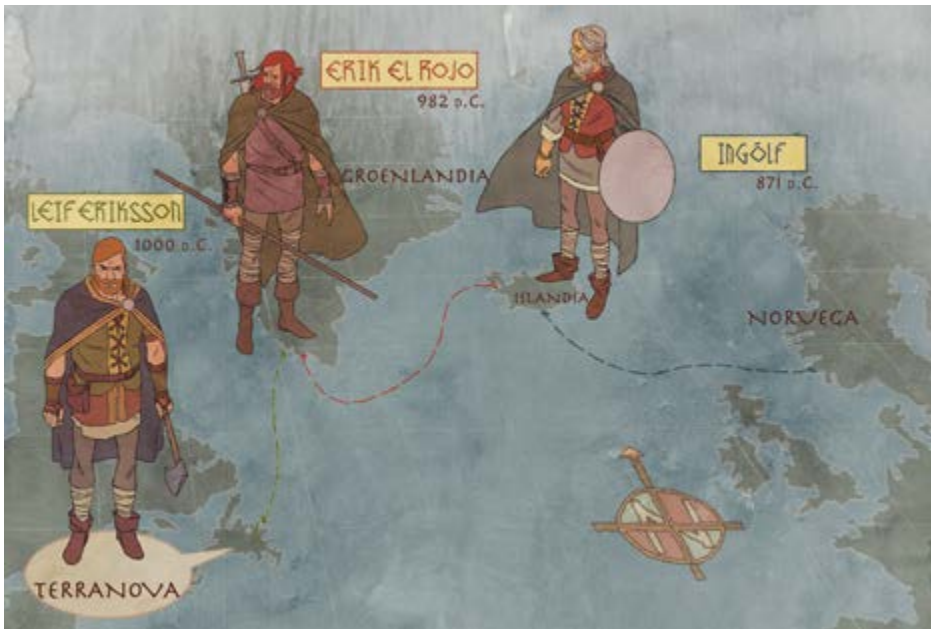 ERIK EL ROJO
982 D.C.
INGÓLF
871 D.C.
GROENLANDIA
LEIF ERIKSSON
1000 D.C.
ISLANDIA
NORUEGA
TERRANOVA
N